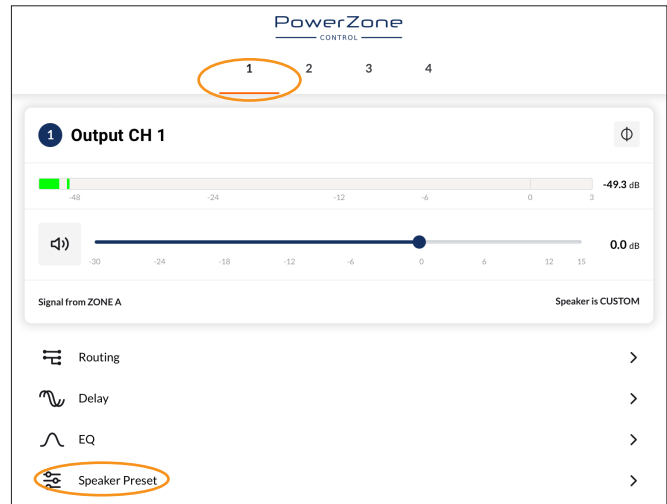 PowerZone
CONTROL
1 2 3 4
1 Output CH 1
-49.3 dB
-48 -24 -12 -6 0 3
0.0 dB
-30 -24 -18 -12 -6 0 6 12 15
Signal from ZONE A Speaker is CUSTOM
Routing
Delay
EQ
Speaker Preset